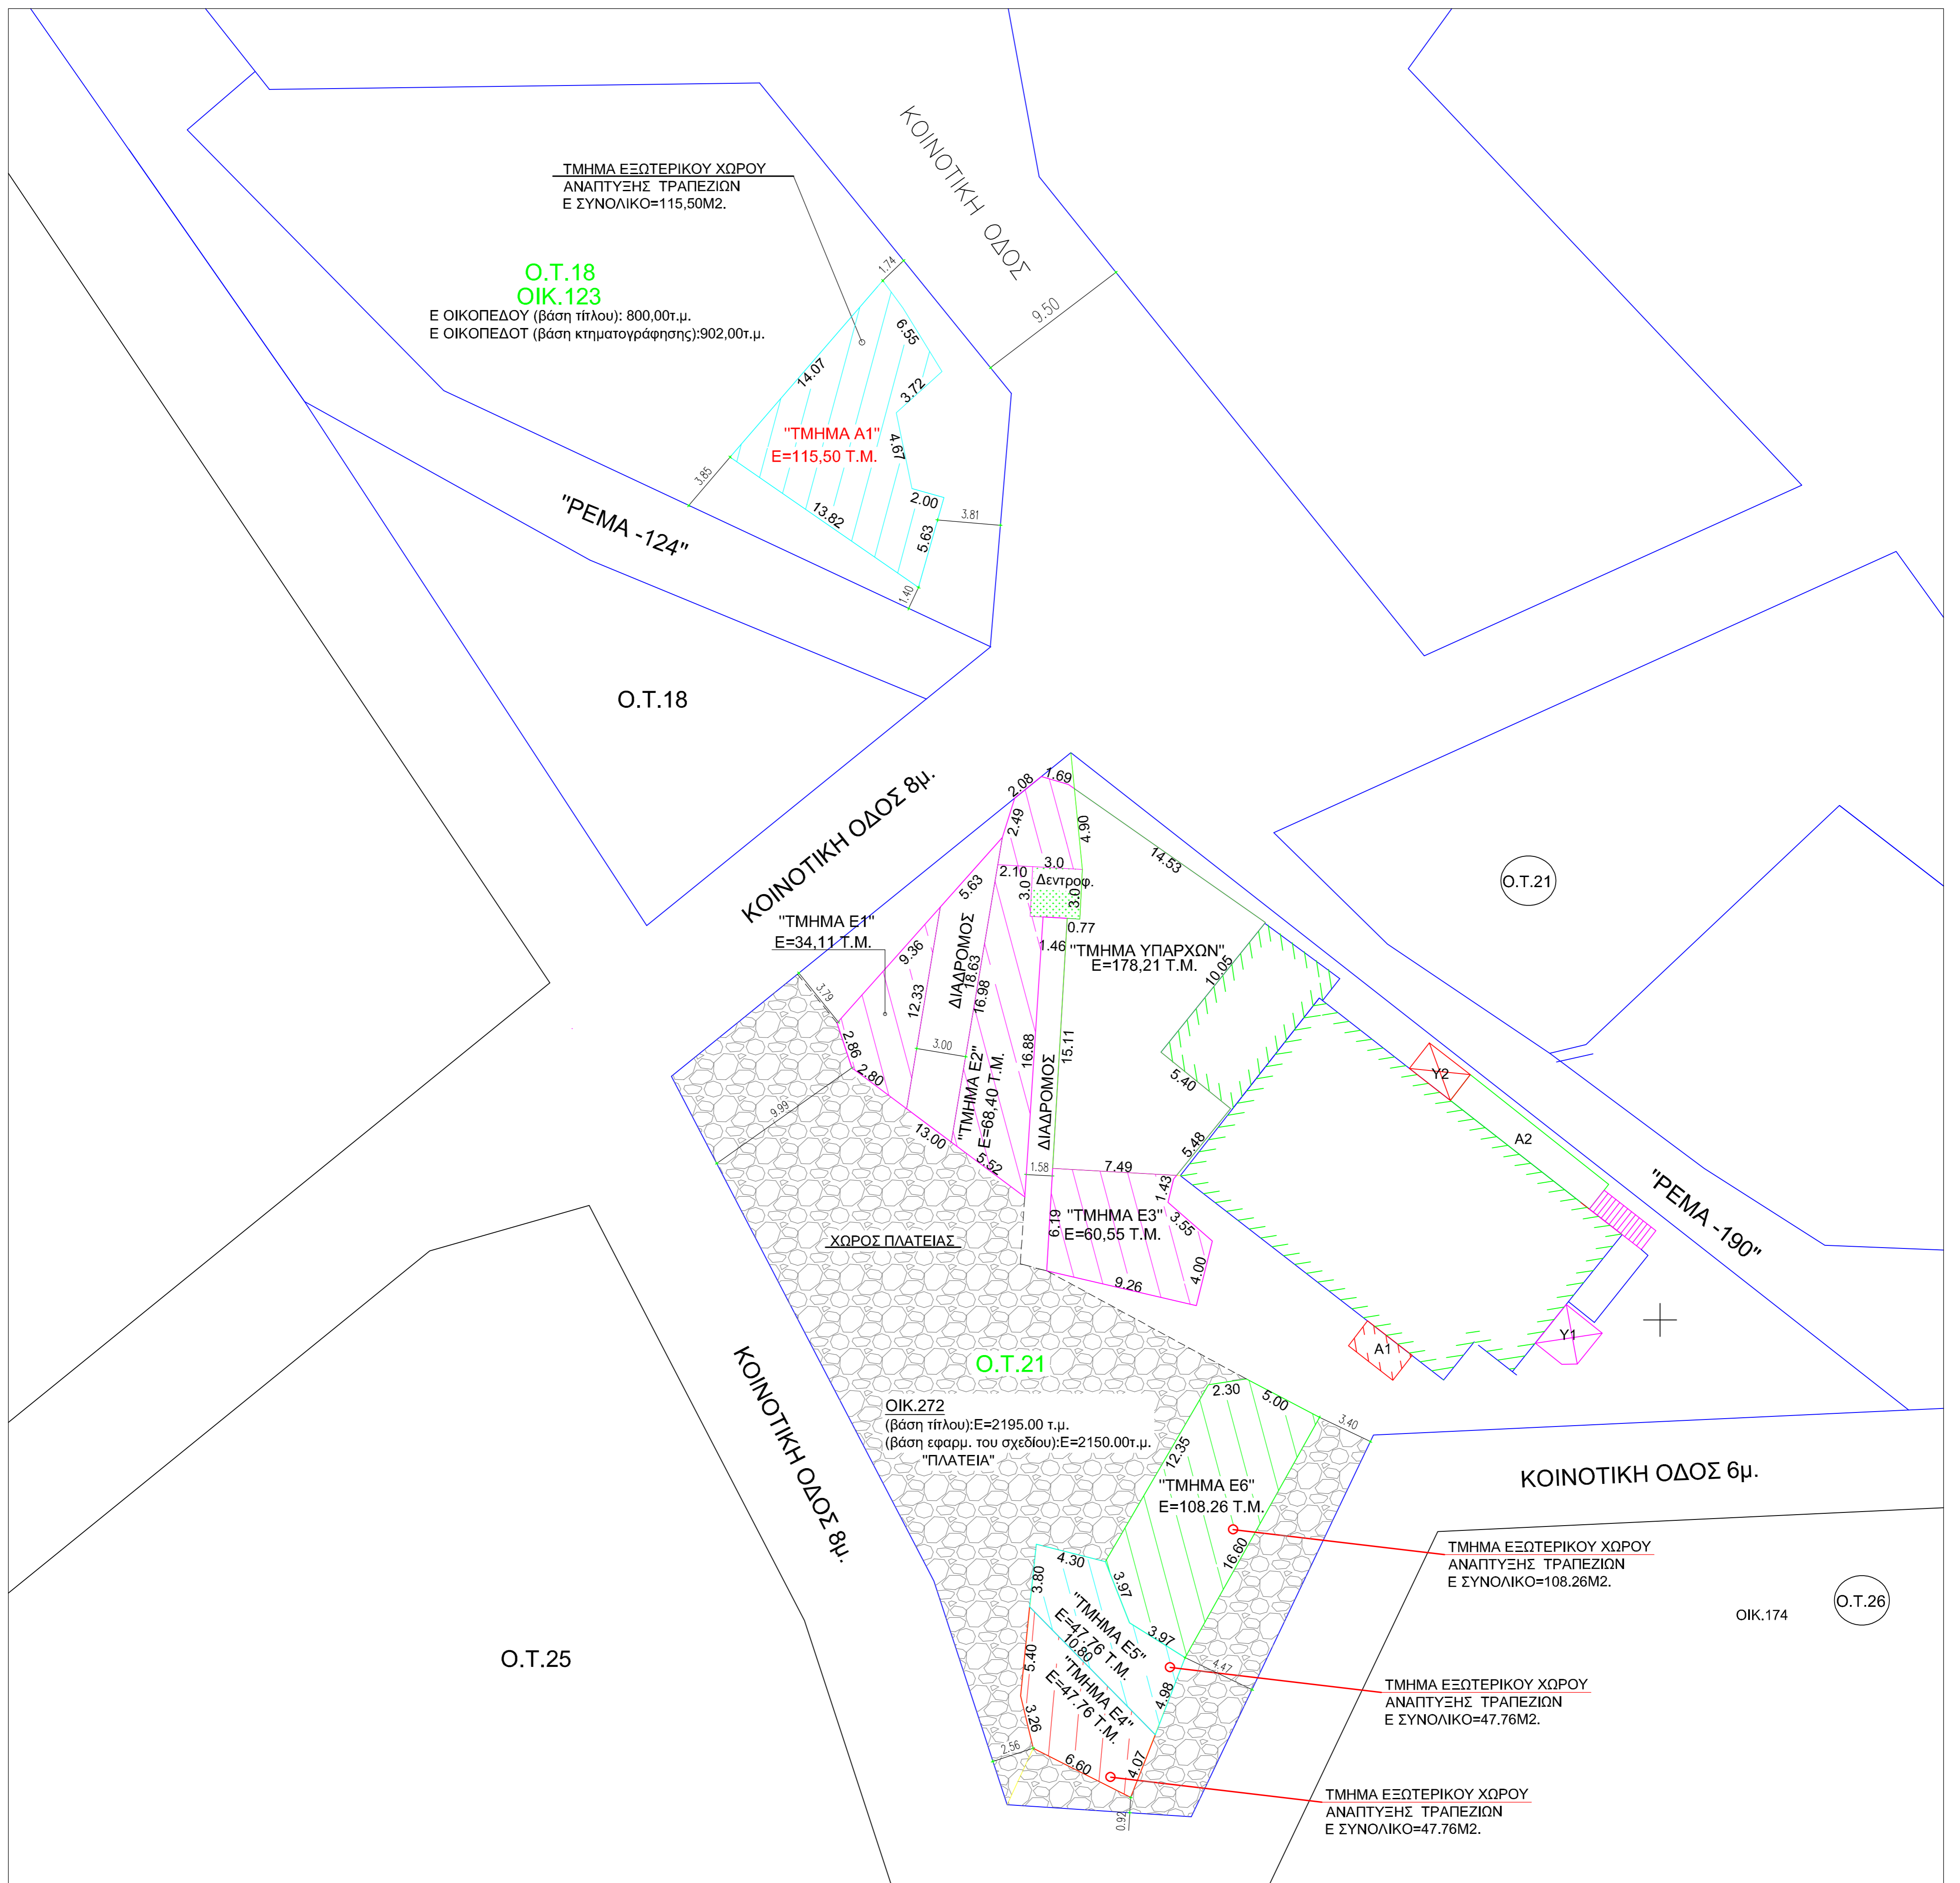 ΚΟΙΝΟΤΙΚΗ ΟΔΟΣ
ΤΜΗΜΑ ΕΞΩΤΕΡΙΚΟΥ ΧΩΡΟΥ
ΑΝΑΠΤΥΞΗΣ ΤΡΑΠΕΖΙΩΝ
Ε ΣΥΝΟΛΙΚΟ=115,50Μ2.
Ο.Τ.18
ΟΙΚ.123
Ε ΟΙΚΟΠΕΔΟΥ (βάση τίτλου): 800,00τ.μ.
Ε ΟΙΚΟΠΕΔΟΤ (βάση κτηματογράφησης):902,00τ.μ.
1.74
9.50
6.55
14.07
3.72
"ΤΜΗΜΑ Α1"
Ε=115,50 Τ.Μ.
4.67
3.85
2.00
13.82
3.81
5.63
1.40
"ΡΕΜΑ -124"
Ο.Τ.18
ΚΟΙΝΟΤΙΚΗ ΟΔΟΣ 8μ.
2.08
1.69
2.49
4.90
14.53
3.0
2.10
Δεντροφ.
3.0
3.0
5.63
0.77
1.46
"ΤΜΗΜΑ Ε1"
Ε=34,11 Τ.Μ.
9.36
ΔΙΑΔΡΟΜΟΣ
18.63
16.98
12.33
"ΤΜΗΜΑ ΥΠΑΡΧΩΝ"
Ε=178,21 Τ.Μ.
10.05
Ο.Τ.21
3.79
2.86
2.80
3.00
16.88
15.11
"ΤΜΗΜΑ Ε2"
Ε=68,40 Τ.Μ.
ΔΙΑΔΡΟΜΟΣ
5.40
5.48
9.99
13.00
5.52
1.58
7.49
1.43
Υ2
Α2
"ΡΕΜΑ -190"
6.19
"ΤΜΗΜΑ Ε3"
Ε=60,55 Τ.Μ.
3.55
4.00
9.26
ΧΩΡΟΣ ΠΛΑΤΕΙΑΣ
Υ1
Α1
Ο.Τ.21
ΚΟΙΝΟΤΙΚΗ ΟΔΟΣ 8μ.
ΟΙΚ.272
(βάση τίτλου):Ε=2195.00 τ.μ.
(βάση εφαρμ. του σχεδίου):Ε=2150.00τ.μ.
"ΠΛΑΤΕΙΑ"
2.30
5.00
3.40
12.35
"ΤΜΗΜΑ Ε6"
Ε=108.26 Τ.Μ.
16.60
ΚΟΙΝΟΤΙΚΗ ΟΔΟΣ 6μ.
ΤΜΗΜΑ ΕΞΩΤΕΡΙΚΟΥ ΧΩΡΟΥ
ΑΝΑΠΤΥΞΗΣ ΤΡΑΠΕΖΙΩΝ
Ε ΣΥΝΟΛΙΚΟ=108.26Μ2.
Ο.Τ.26
ΟΙΚ.174
4.30
3.80
3.97
3.97
"ΤΜΗΜΑ Ε5"
Ε=47.76 Τ.Μ.
10.80
"ΤΜΗΜΑ Ε4"
Ε=47.76 Τ.Μ.
5.40
3.26
4.47
4.98
Ο.Τ.25
ΤΜΗΜΑ ΕΞΩΤΕΡΙΚΟΥ ΧΩΡΟΥ
ΑΝΑΠΤΥΞΗΣ ΤΡΑΠΕΖΙΩΝ
Ε ΣΥΝΟΛΙΚΟ=47.76Μ2.
2.56
6.60
4.07
0.92
ΤΜΗΜΑ ΕΞΩΤΕΡΙΚΟΥ ΧΩΡΟΥ
ΑΝΑΠΤΥΞΗΣ ΤΡΑΠΕΖΙΩΝ
Ε ΣΥΝΟΛΙΚΟ=47.76Μ2.